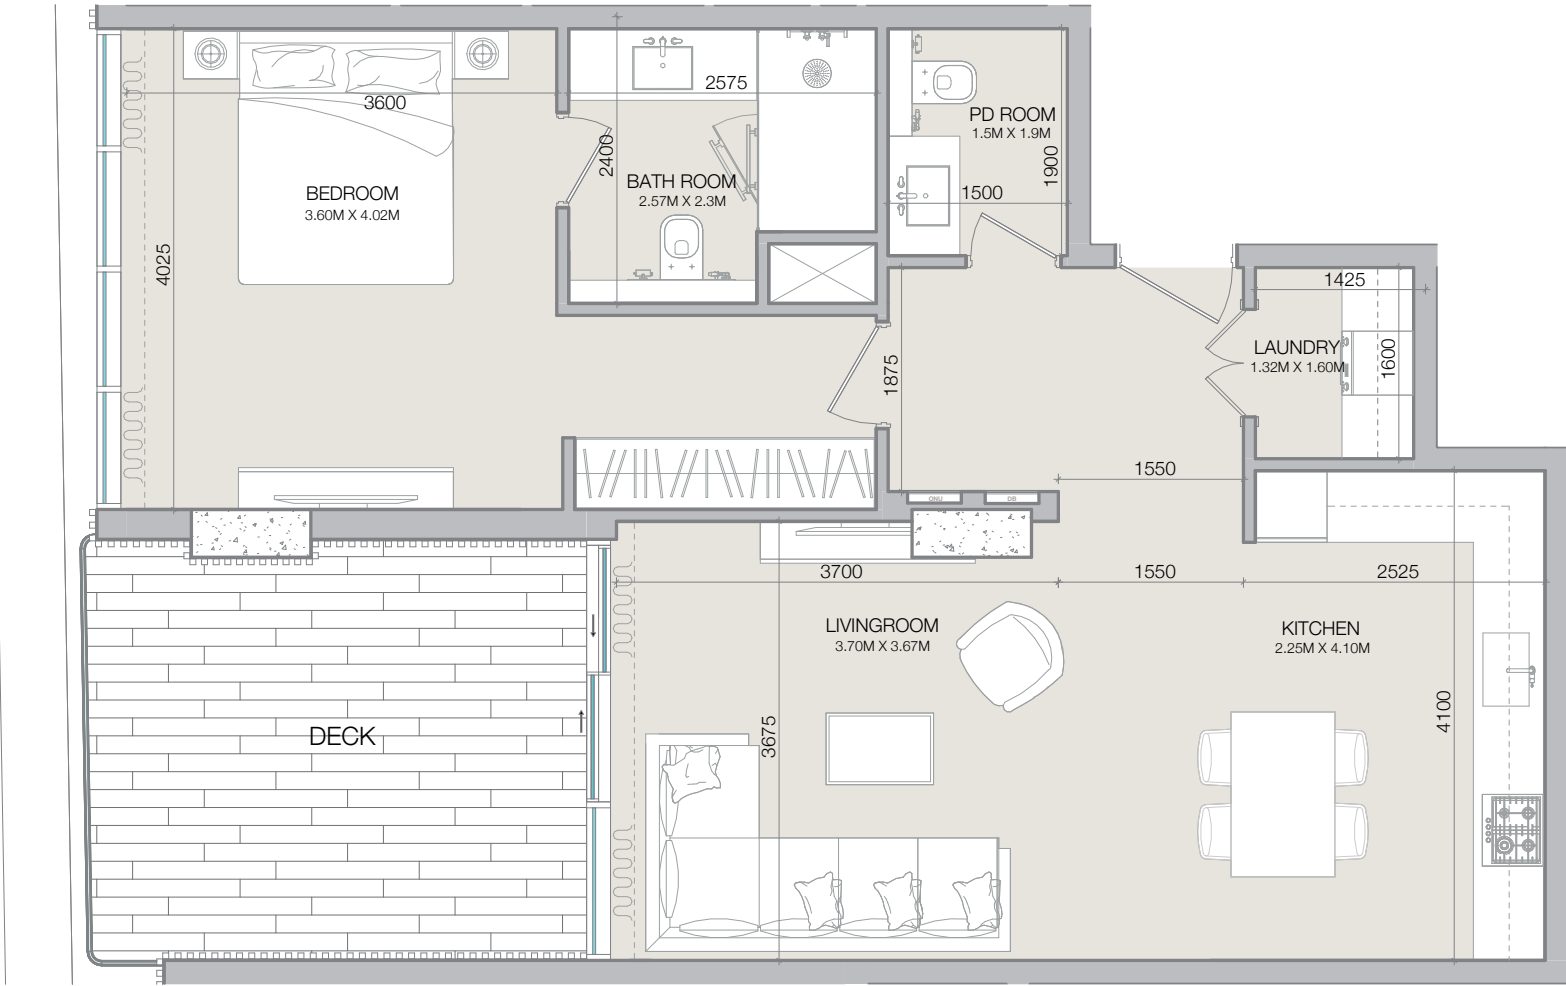 2575
3600
PD ROOM
1.5M X 1.9M
2400
1900
BATH ROOM
2.57M X 2.3M
BEDROOM
3.60M X 4.02M
1500
4025
1425
LAUNDRY
1.32M X 1.60M
1600
1875
1550
ONU
DB
3700
1550
2525
LIVINGROOM
3.70M X 3.67M
KITCHEN
2.25M X 4.10M
4100
3675
DECK